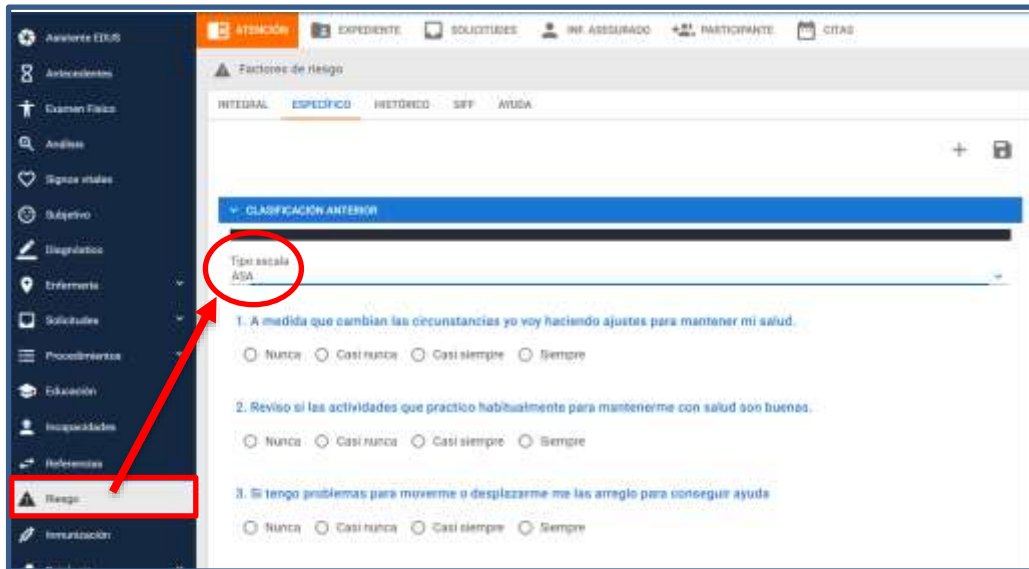 Asistente EDUS
Antecedentes
Examen Físico
Análisis
Signos vitales
Subjetivo
Diagnóstico
Enfermería
Solicitudes
Procedimientos
Educación
Incapacidades
Referencias
Riesgo
Inmunización
ATENCIÓN EXPEDIENTE SOLICITUDES INF. ASEGURADO PARTICIPANTE CITAS
Factores de riesgo
INTEGRAL ESPECÍFICO HISTÓRICO SIFF AYUDA
CLASIFICACIÓN ANTERIOR
Tipo escala
ASA
1. A medida que cambian las circunstancias yo voy haciendo ajustes para mantener mi salud.
Nunca Casi nunca Casi siempre Siempre
2. Reviso si las actividades que practico habitualmente para mantenerme con salud son buenas.
Nunca Casi nunca Casi siempre Siempre
3. Si tengo problemas para moverme o desplazarme me las arreglo para conseguir ayuda
Nunca Casi nunca Casi siempre Siempre